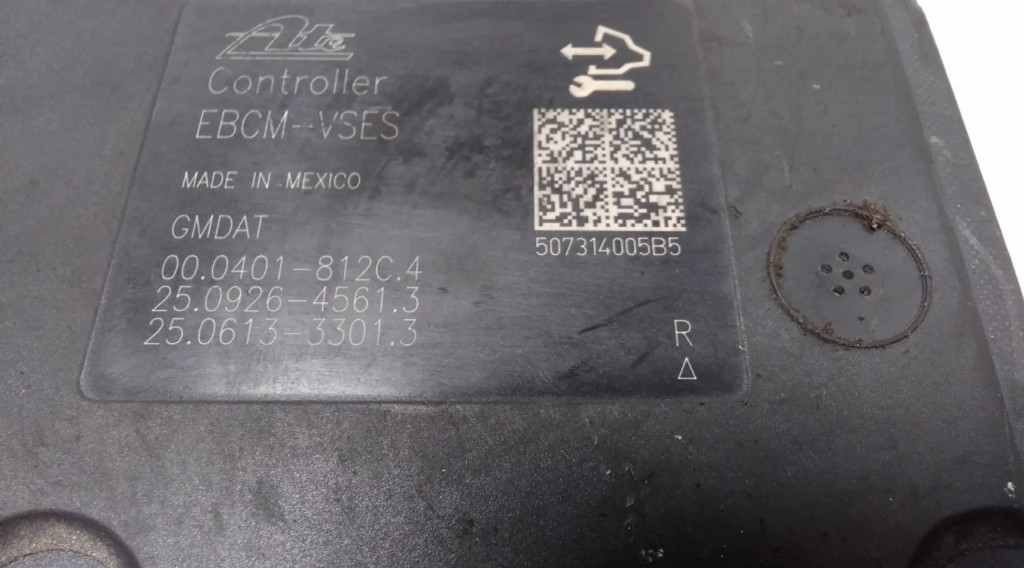 Ate
Controller
EBCM-VSES
MADE IN MEXICO
GMDAT
00.0401-812C.4
25.0926-4561.3
25.0613-3301.3
507314005B5
R